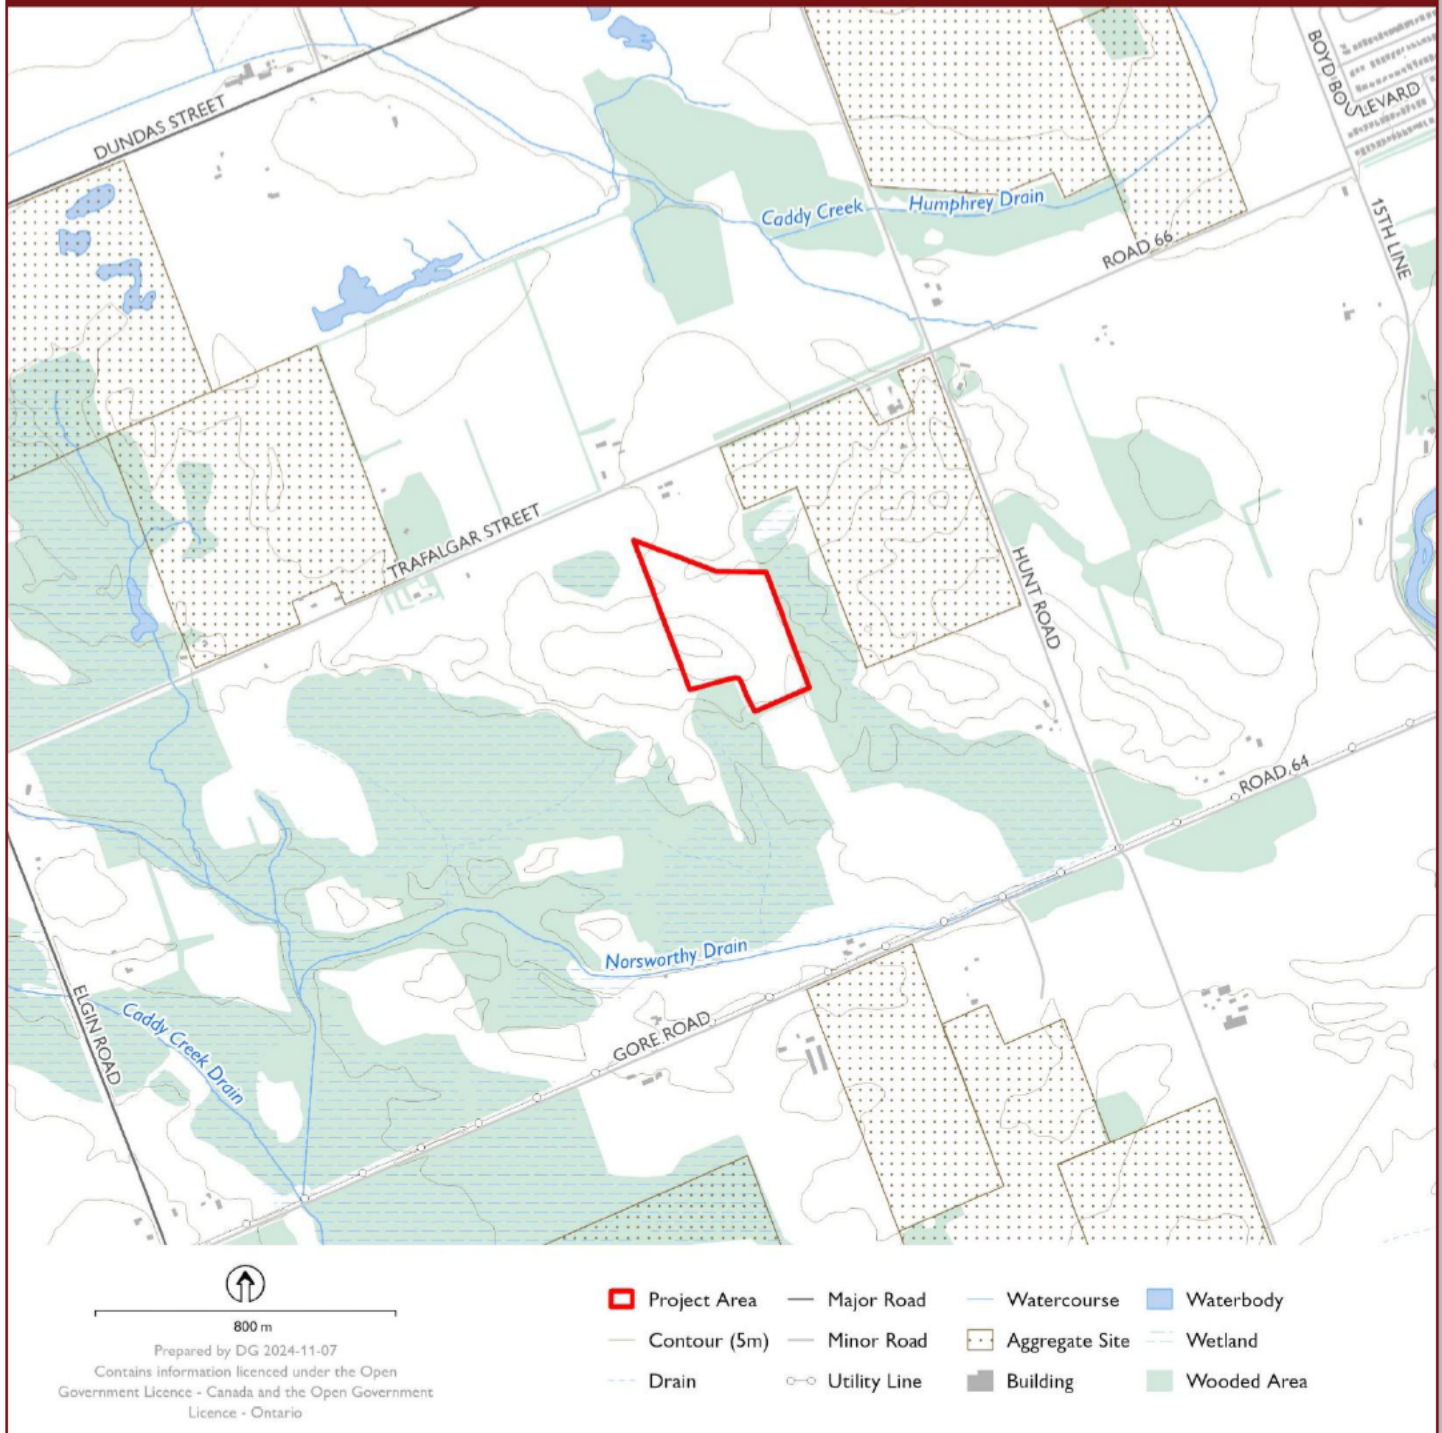 DUNDAS STREET
BOYD BOULEVARD
Caddy Creek
Humphrey Drain
15TH LINE
ROAD 66
TRAFALGAR STREET
HUNT ROAD
ROAD 64
Norsworthy Drain
ELGIN ROAD
Caddy Creek Drain
GORE ROAD
800 m
Prepared by DG 2024-11-07
Contains information licenced under the Open
Government Licence - Canada and the Open Government
Licence - Ontario
Project Area
Major Road
Watercourse
Waterbody
Contour (5m)
Minor Road
Aggregate Site
Wetland
Drain
Utility Line
Building
Wooded Area